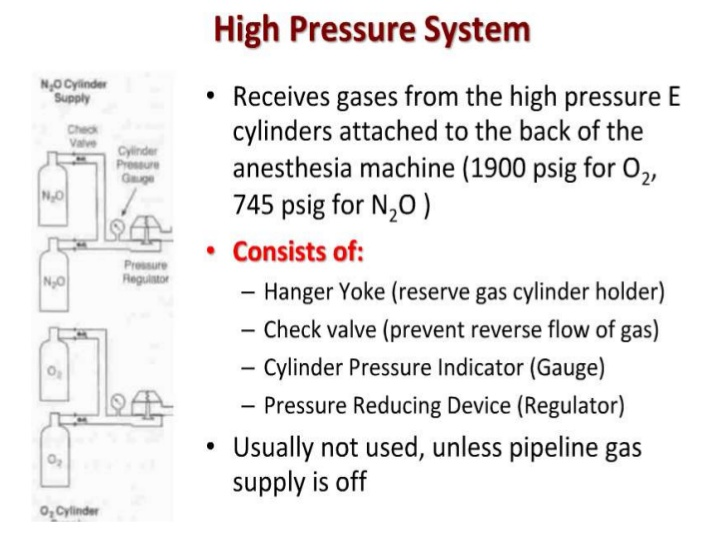 High Pressure System
N₂O Cylinder
Supply
Check
Valve
Cylinder
Pressure
Gauge
N₂O
Pressure
Regulator
N₂O
O₂
O₂
O₂ Cylinder
• Receives gases from the high pressure E
cylinders attached to the back of the
anesthesia machine (1900 psig for O₂,
745 psig for N₂O )
• Consists of:
– Hanger Yoke (reserve gas cylinder holder)
– Check valve (prevent reverse flow of gas)
– Cylinder Pressure Indicator (Gauge)
– Pressure Reducing Device (Regulator)
• Usually not used, unless pipeline gas
supply is off